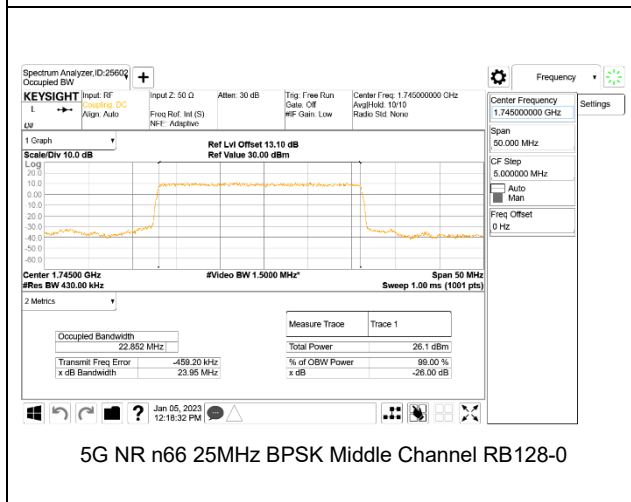 Spectrum Analyzer,ID:25602
Occupied BW
+
Frequency
KEYSIGHT
L
Input: RF
Coupling: DC
Align: Auto
Input Z: 50 Ω
Freq Ref: Int (S)
NFE: Adaptive
Atten: 30 dB
Trig: Free Run
Gate: Off
#IF Gain: Low
Center Freq: 1.745000000 GHz
Avg|Hold: 10/10
Radio Std: None
Center Frequency
1.745000000 GHz
Settings
Span
50.000 MHz
CF Step
5.000000 MHz
Auto
Man
Freq Offset
0 Hz
1 Graph
Scale/Div 10.0 dB
Ref Lvl Offset 13.10 dB
Ref Value 30.00 dBm
Log
20.0
10.0
0.00
-10.0
-20.0
-30.0
-40.0
-50.0
-60.0
Center 1.74500 GHz
#Res BW 430.00 kHz
#Video BW 1.5000 MHz*
Span 50 MHz
Sweep 1.00 ms (1001 pts)
2 Metrics
Measure Trace
Trace 1
Occupied Bandwidth
22.852 MHz
Total Power
26.1 dBm
Transmit Freq Error
-459.20 kHz
% of OBW Power
99.00 %
x dB Bandwidth
23.95 MHz
x dB
-26.00 dB
?
Jan 05, 2023
12:18:32 PM
5G NR n66 25MHz BPSK Middle Channel RB128-0